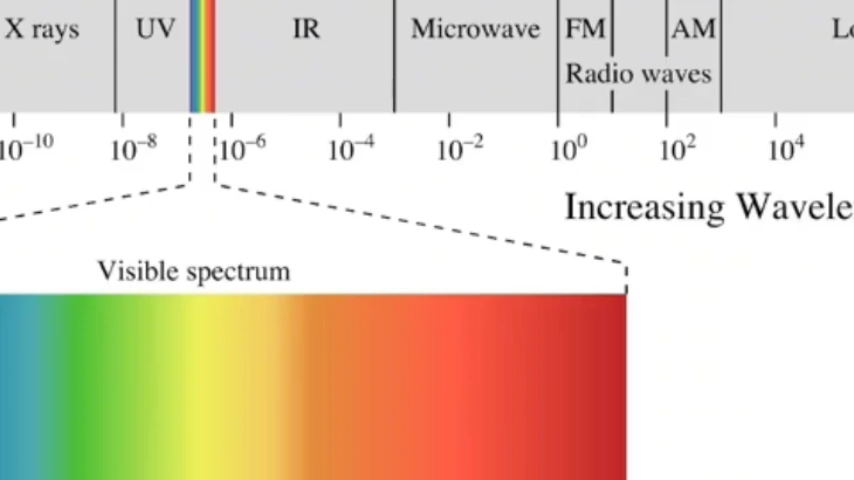 X rays UV IR Microwave FM AM
Radio waves
10⁻¹⁰ 10⁻⁸ 10⁻⁶ 10⁻⁴ 10⁻² 10⁰ 10² 10⁴
Increasing
Visible spectrum